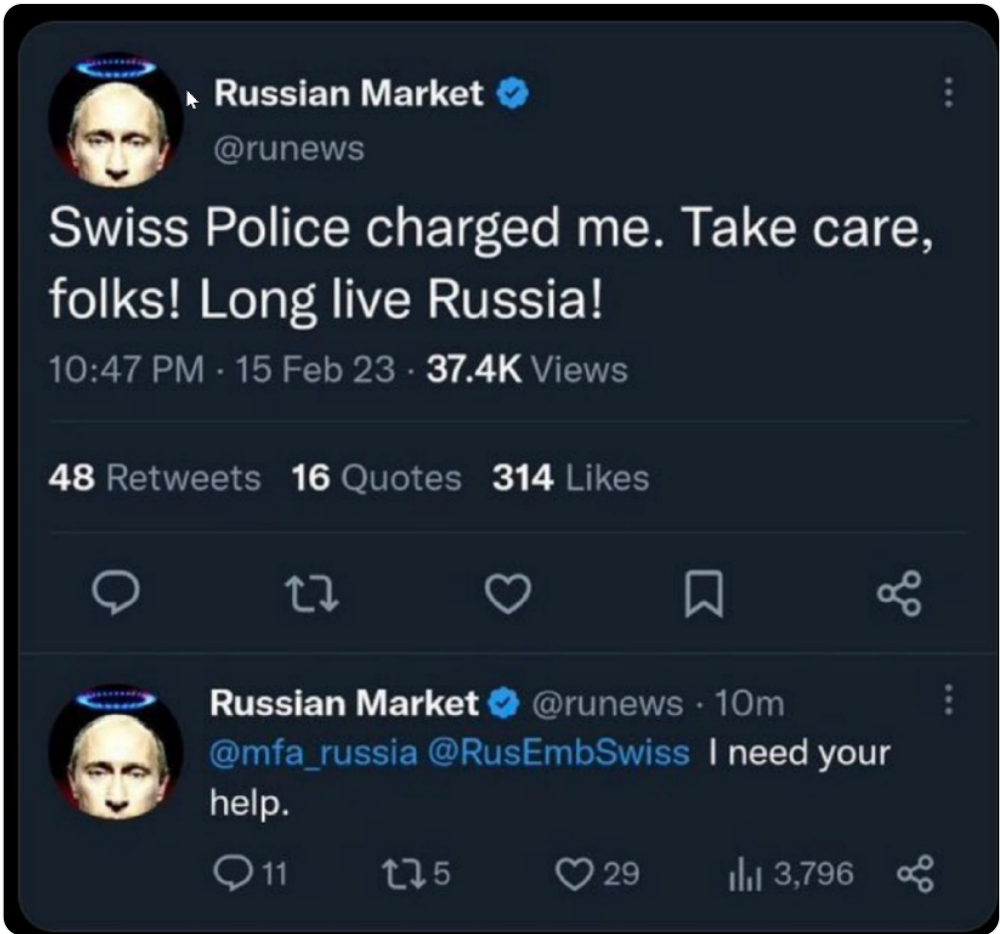 Russian Market
@runews
Swiss Police charged me. Take care,
folks! Long live Russia!
10:47 PM · 15 Feb 23 · 37.4K Views
48 Retweets 16 Quotes 314 Likes
Russian Market @runews · 10m
@mfa_russia @RusEmbSwiss I need your
help.
11 5 29 3,796